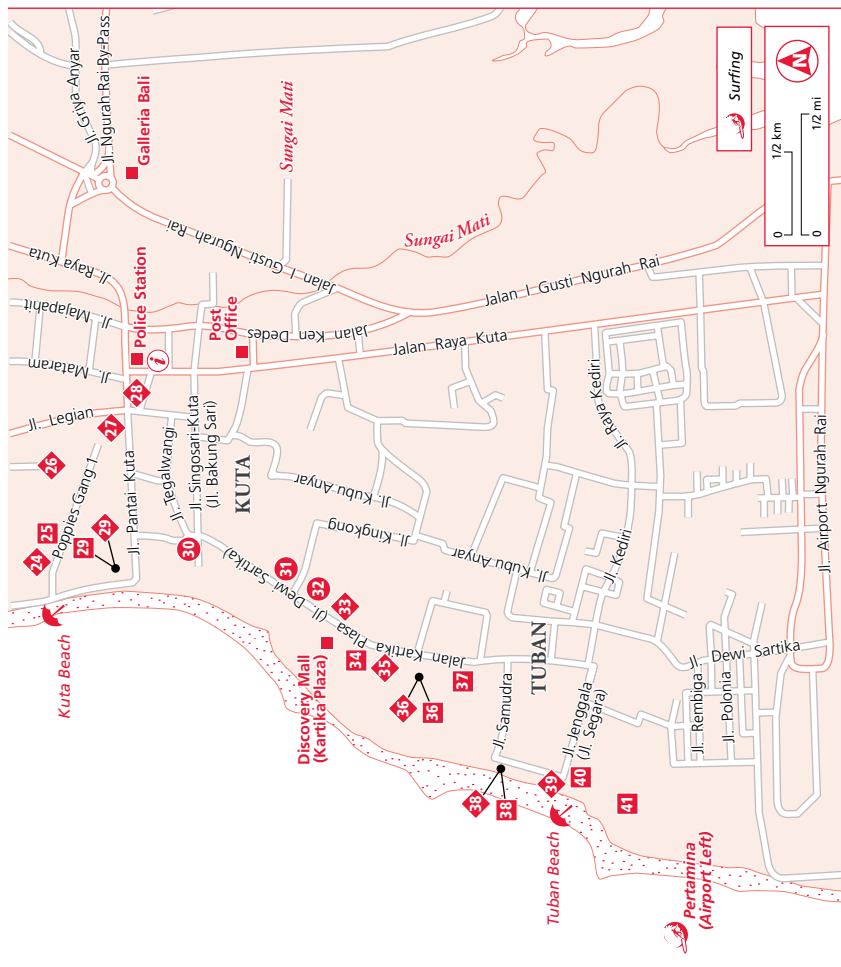 Jl. Griya Anyar
Jl. Ngurah Rai By-Pass
Galleria Bali
Sungai Mati
Surfing
N
0
1/2 km
0
1/2 mi
Jl. Raya Kuta
Jalan I Gusti Ngurah Rai
Sungai Mati
Jalan I Gusti Ngurah Rai
Jl. Majapahit
Police Station
i
Post
Office
Jalan Ken Dedes
Jalan Raya Kuta
Jl. Mataram
Jl. Legian
28
27
26
Poppies Gang 1
25
24
29
29
Jl. Pantai Kuta
Jl. Tegalwangi
Jl. Singosari-Kuta
(Jl. Bakung Sari)
KUTA
30
Jl. Kubu Anyar
Jl. Kingkong
Jl. Kubu Anyar
Jl. Raya Kediri
Jl. Kediri
Jl. Airport Ngurah Rai
31
32
33
Jalan Kartika Plasa (Jl. Dewi Sartika)
Kuta Beach
Discovery Mall
(Kartika Plaza)
34
35
36
36
37
Jl. Samudra
TUBAN
Jl. Jenggala
(Jl. Segara)
Jl. Dewi Sartika
Jl. Rembiga
Jl. Polonia
38
38
39
40
41
Tuban Beach
Pertamina
(Airport Left)